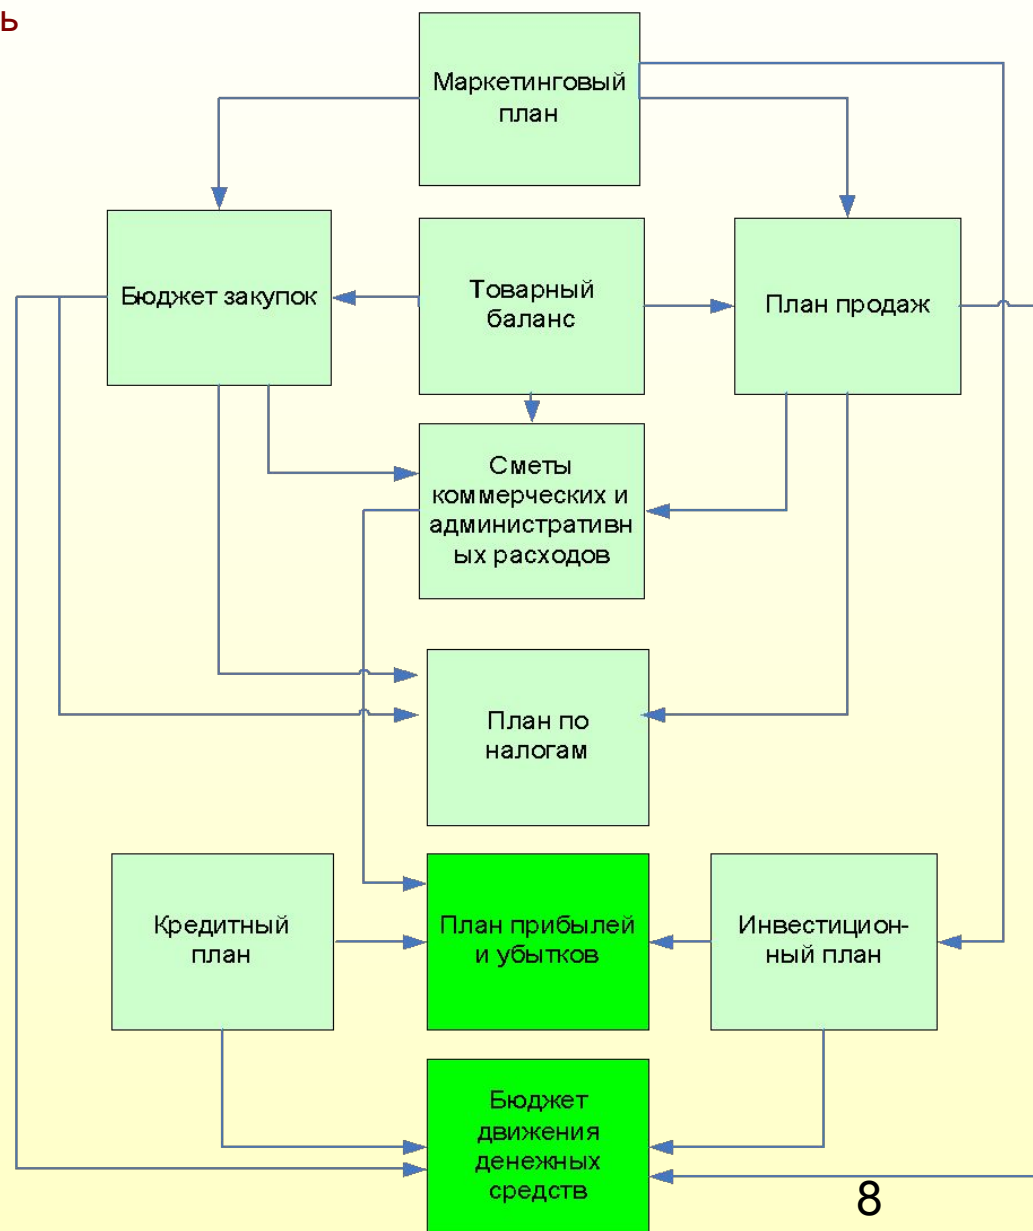 ь
Маркетинговый
план
Бюджет закупок
Товарный
баланс
План продаж
Сметы
коммерческих и
административн
ых расходов
План по
налогам
Кредитный
план
План прибылей
и убытков
Инвестицион-
ный план
Бюджет
движения
денежных
средств
8